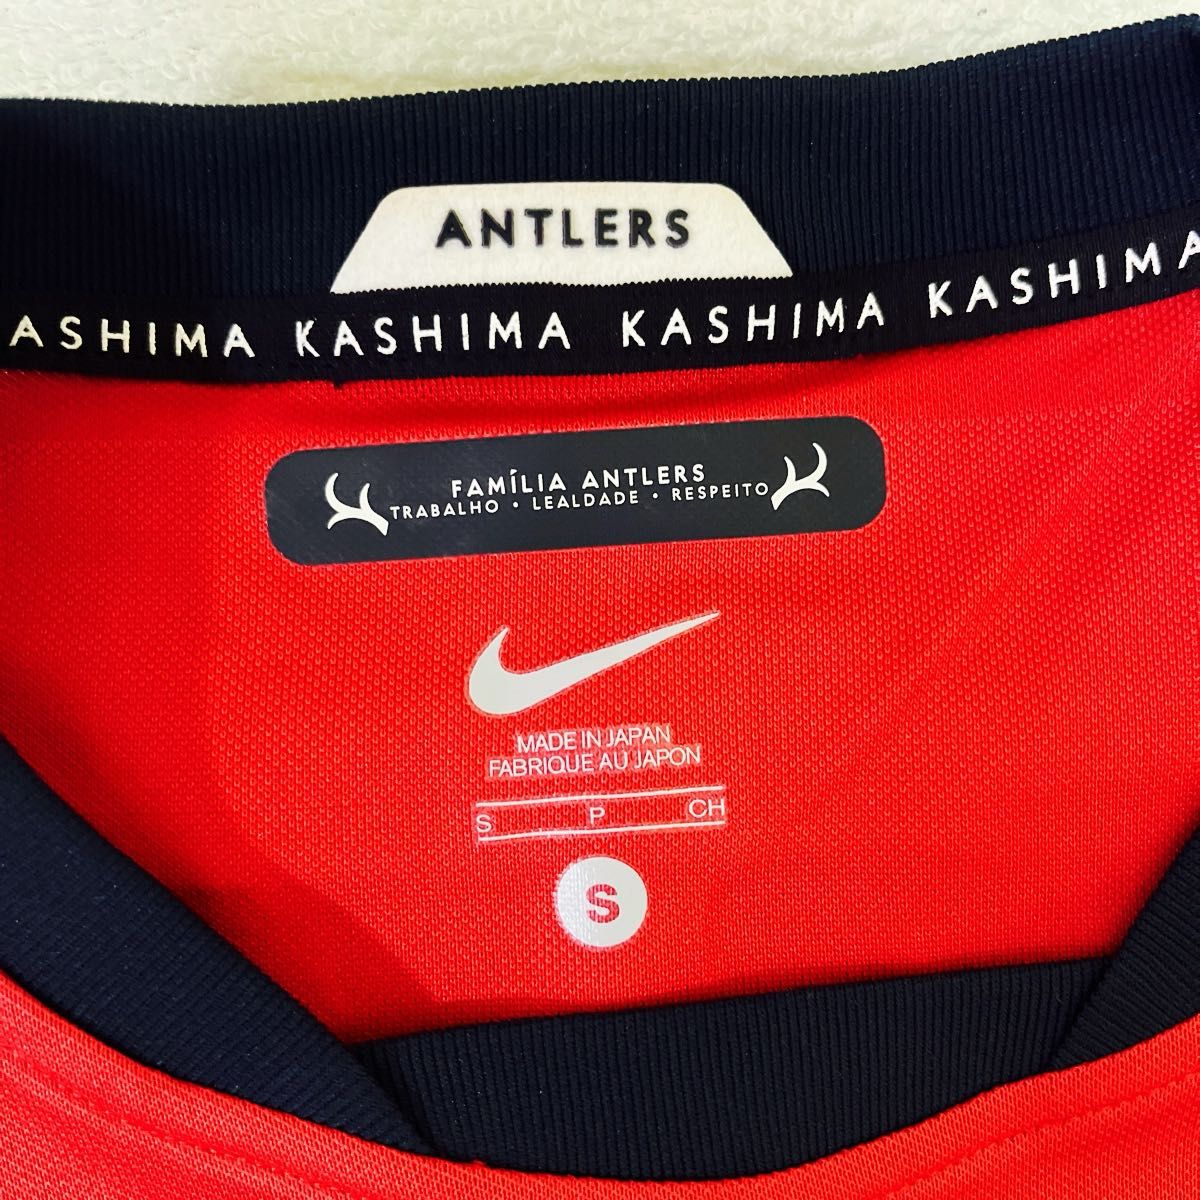 ANTLERS
ASHIMA KASHIMA KASHIMA KASHIMA
FAMÍLIA ANTLERS
TRABALHO · LEALDADE · RESPEITO
MADE IN JAPAN
FABRIQUE AU JAPON
S P CH
S